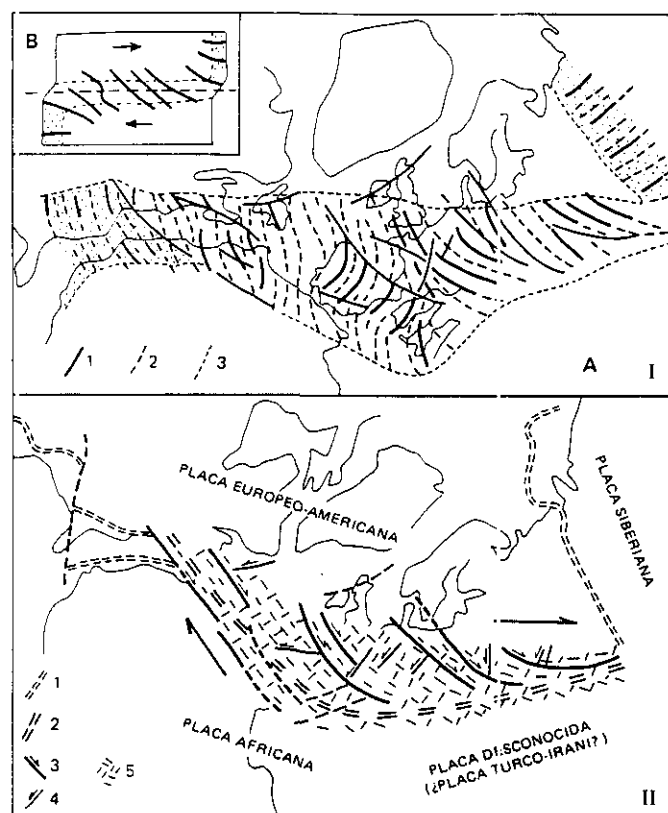 B
1
2
3
A
I
PLACA EUROPEO-AMERICANA
PLACA SIBERIANA
PLACA AFRICANA
PLACA DESCONOCIDA
(¿PLACA TURCO-IRANI?)
1
2
3
4
5
II